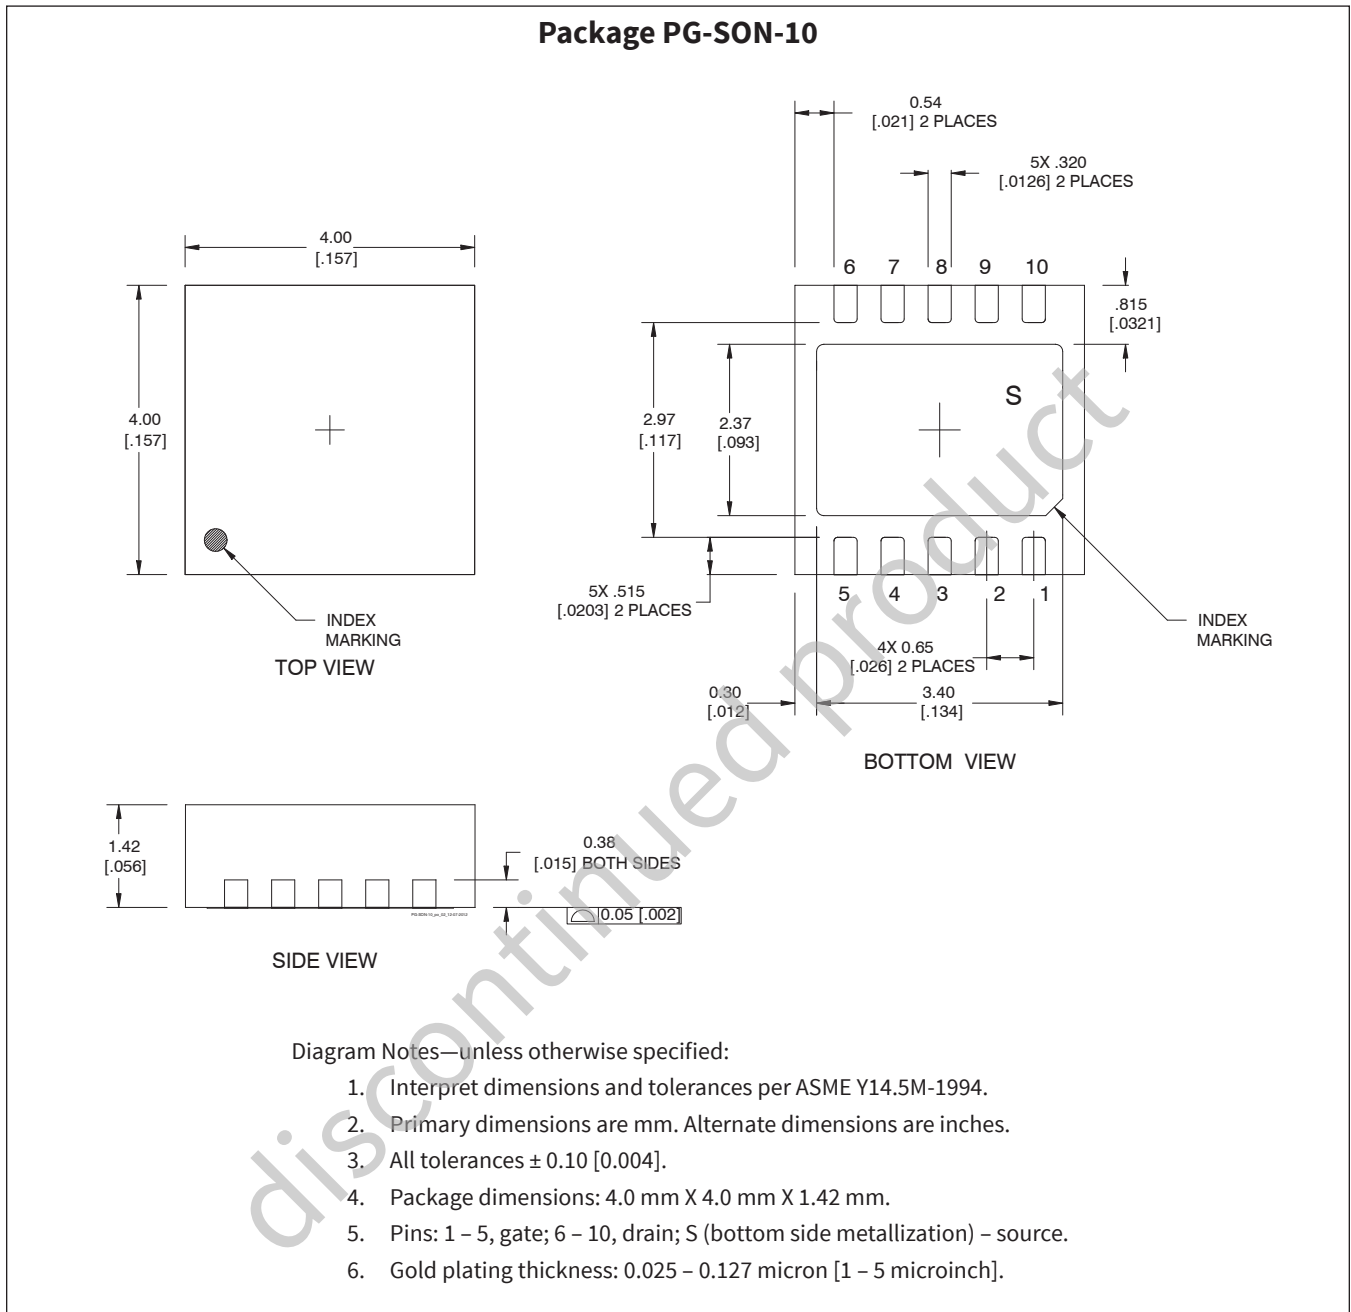 Package PG-SON-10
0.54
[.021] 2 PLACES
5X .320
[.0126] 2 PLACES
4.00
[.157]
6 7 8 9 10
.815
[.0321]
S
4.00
[.157]
2.97
[.117]
2.37
[.093]
5X .515
[.0203] 2 PLACES
5 4 3 2 1
INDEX
MARKING
INDEX
MARKING
4X 0.65
[.026] 2 PLACES
TOP VIEW
0.30
[.012]
3.40
[.134]
BOTTOM VIEW
1.42
[.056]
0.38
[.015] BOTH SIDES
0.05 [.002]
SIDE VIEW
discontinued product
Diagram Notes—unless otherwise specified:
1. Interpret dimensions and tolerances per ASME Y14.5M-1994.
2. Primary dimensions are mm. Alternate dimensions are inches.
3. All tolerances ± 0.10 [0.004].
4. Package dimensions: 4.0 mm X 4.0 mm X 1.42 mm.
5. Pins: 1 – 5, gate; 6 – 10, drain; S (bottom side metallization) – source.
6. Gold plating thickness: 0.025 – 0.127 micron [1 – 5 microinch].